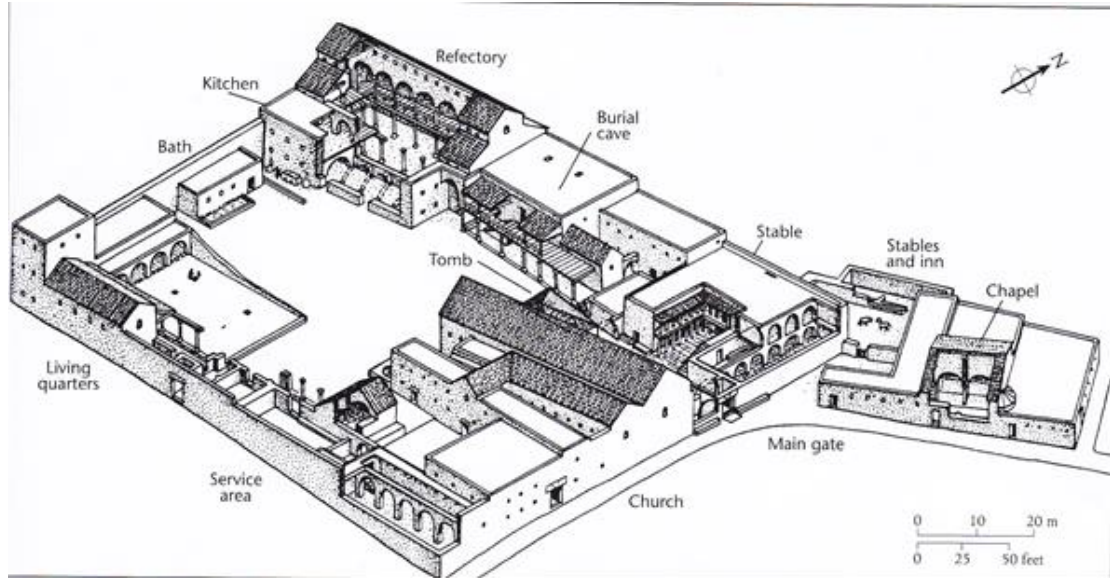 Refectory
Kitchen
Burial
cave
Bath
N
Stable
Tomb
Stables
and inn
Chapel
Living
quarters
Main gate
Service
area
Church
0 10 20 m
0 25 50 feet